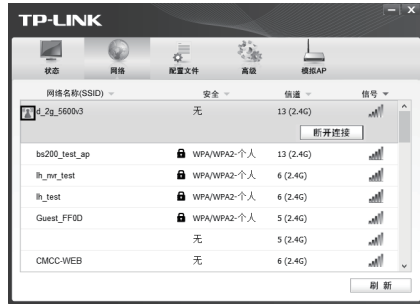 TP-LINK
状态 网络 配置文件 高级 模拟AP
网络名称(SSID) 安全 信道 信号
d_2g_5600v3 无 13 (2.4G)
断开连接
bs200_test_ap WPA/WPA2-个人 13 (2.4G)
lh_nvr_test WPA/WPA2-个人 6 (2.4G)
lh_test WPA/WPA2-个人 6 (2.4G)
Guest_FF0D WPA/WPA2-个人 5 (2.4G)
无 5 (2.4G)
CMCC-WEB 无 6 (2.4G)
刷 新